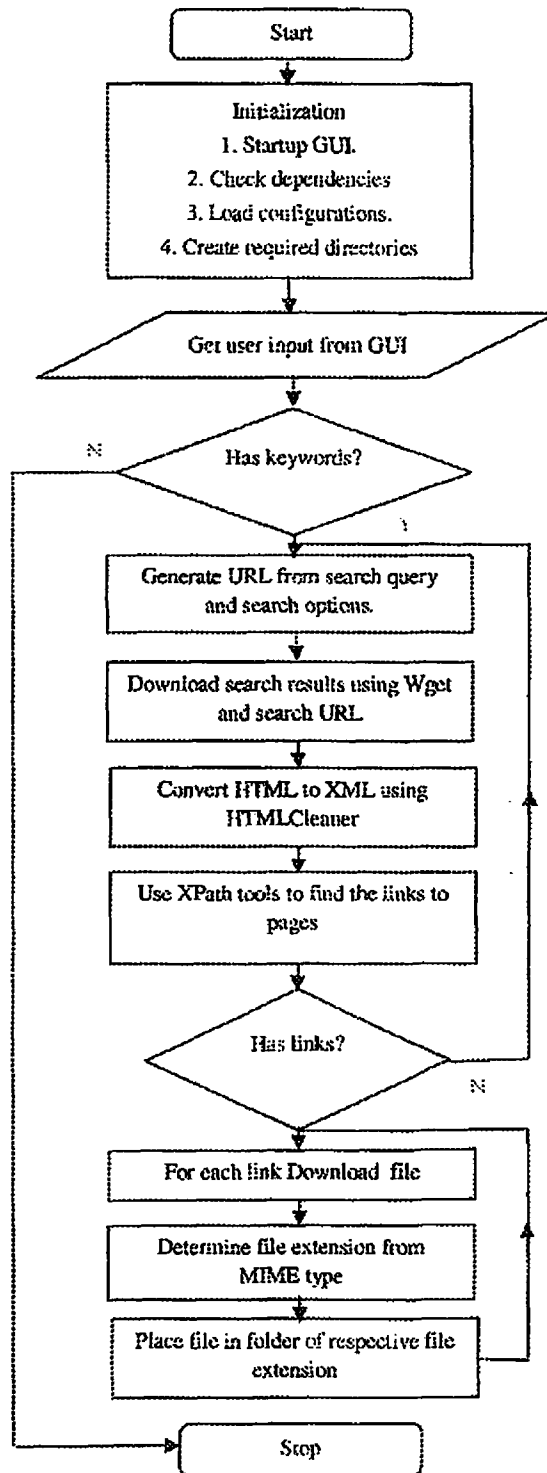 Start
Initialization
1. Startup GUI.
2. Check dependencies
3. Load configurations.
4. Create required directories
Get user input from GUI
N
Has keywords?
Generate URL from search query
and search options.
Download search results using Wget
and search URL
Convert HTML to XML using
HTMLCleaner
Use XPath tools to find the links to
pages
Has links?
N
For each link Download file
Determine file extension from
MIME type
Place file in folder of respective file
extension
Stop